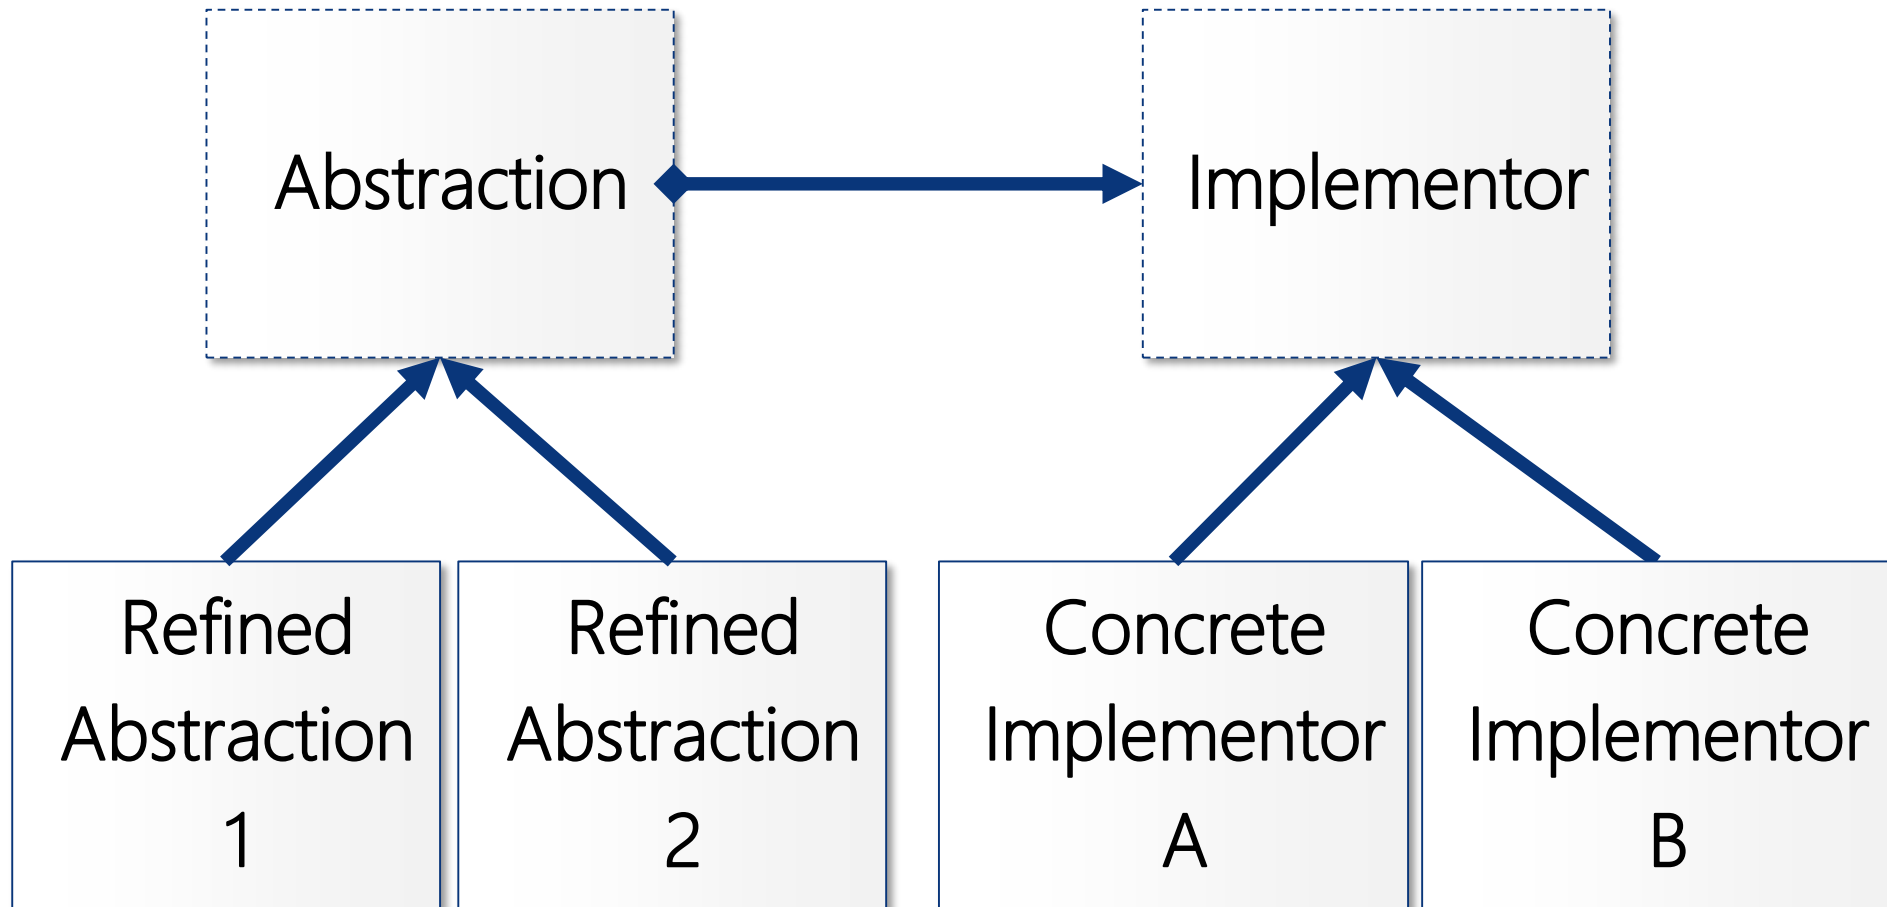 Abstraction
Implementor
Refined
Abstraction
1
Refined
Abstraction
2
Concrete
Implementor
A
Concrete
Implementor
B